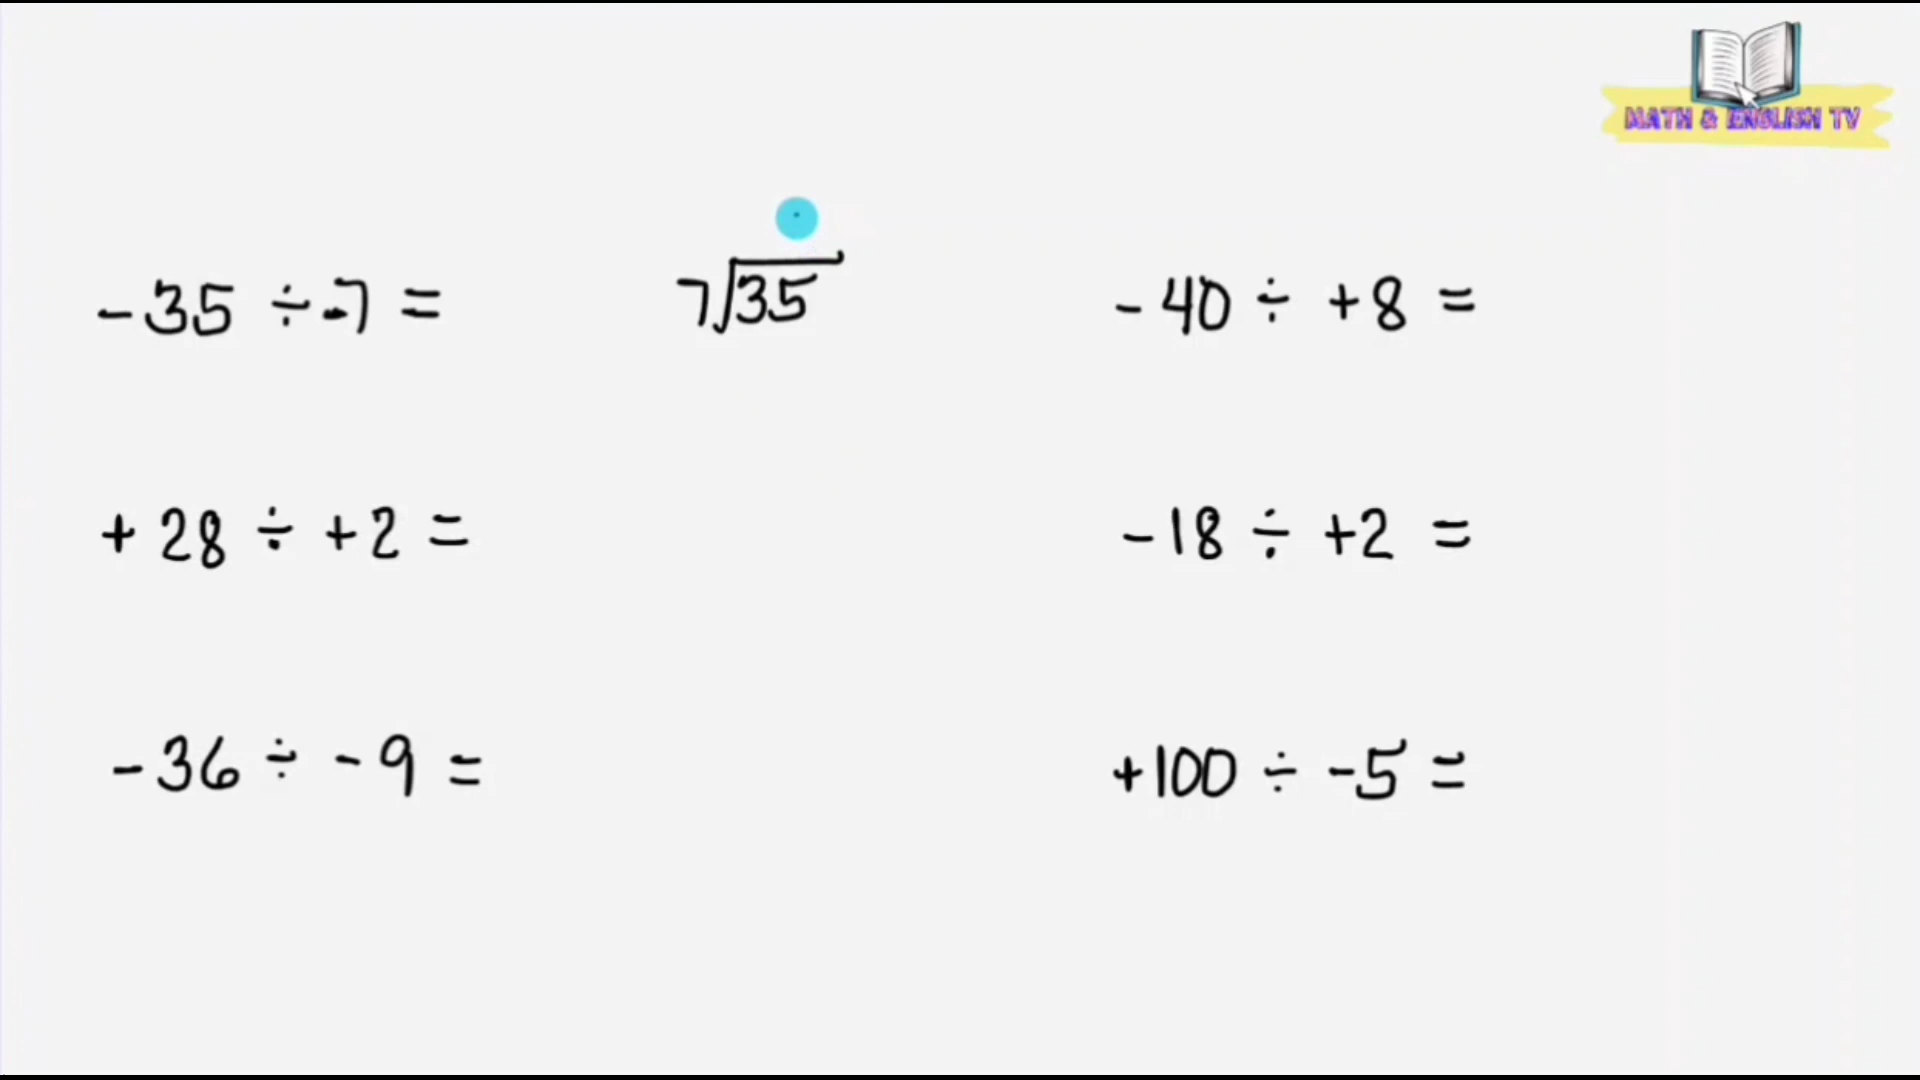 MATH & ENGLISH TV
-35 ÷ -7 =
7√35
-40 ÷ +8 =
+28 ÷ +2 =
-18 ÷ +2 =
-36 ÷ -9 =
+100 ÷ -5 =